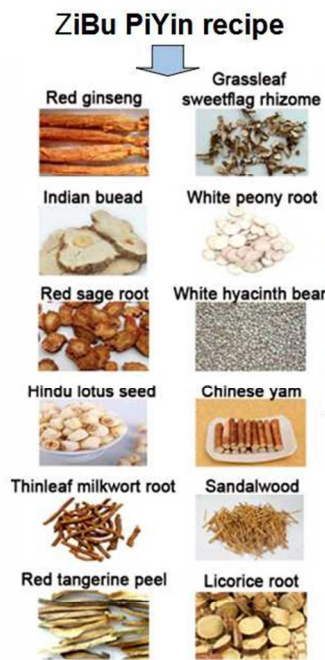 ZiBu PiYin recipe
Red ginseng
Grassleaf
sweetflag rhizome
Indian buead
White peony root
Red sage root
White hyacinth bean
Hindu lotus seed
Chinese yam
Thinleaf milkwort root
Sandalwood
Red tangerine peel
Licorice root